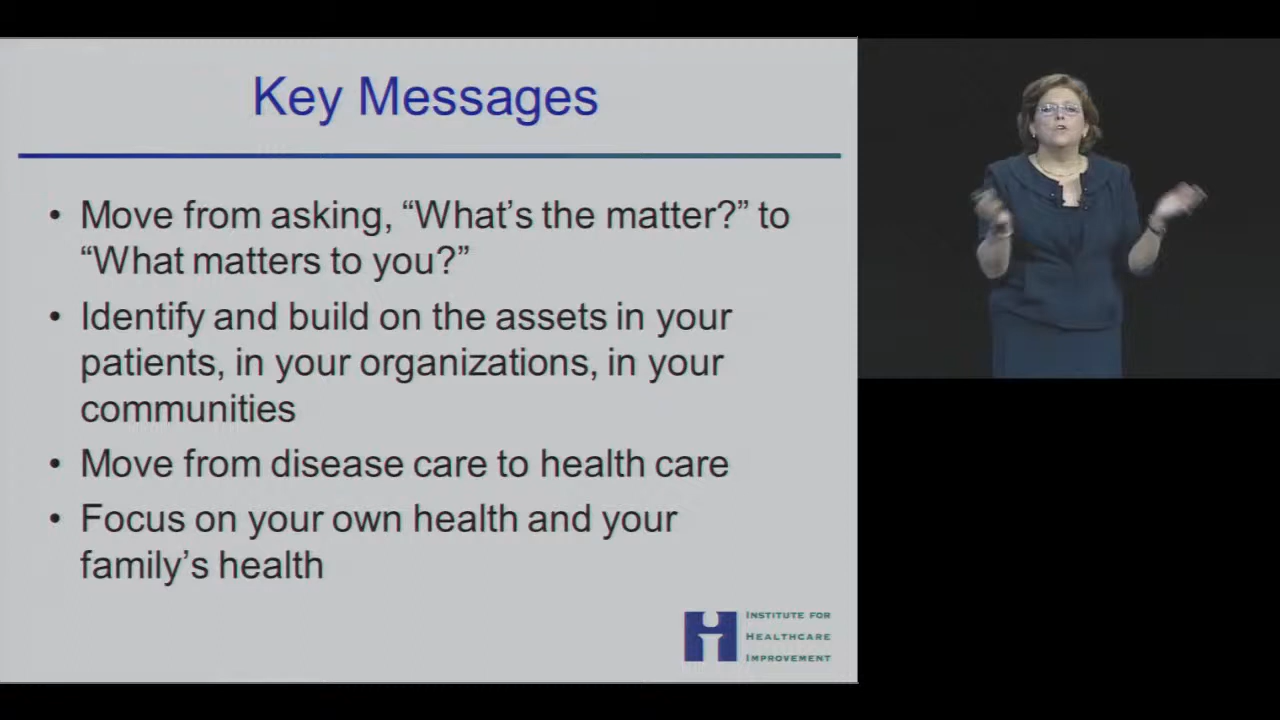 Key Messages
• Move from asking, “What’s the matter?” to
“What matters to you?”
• Identify and build on the assets in your
patients, in your organizations, in your
communities
• Move from disease care to health care
• Focus on your own health and your
family’s health
INSTITUTE FOR
HEALTHCARE
IMPROVEMENT